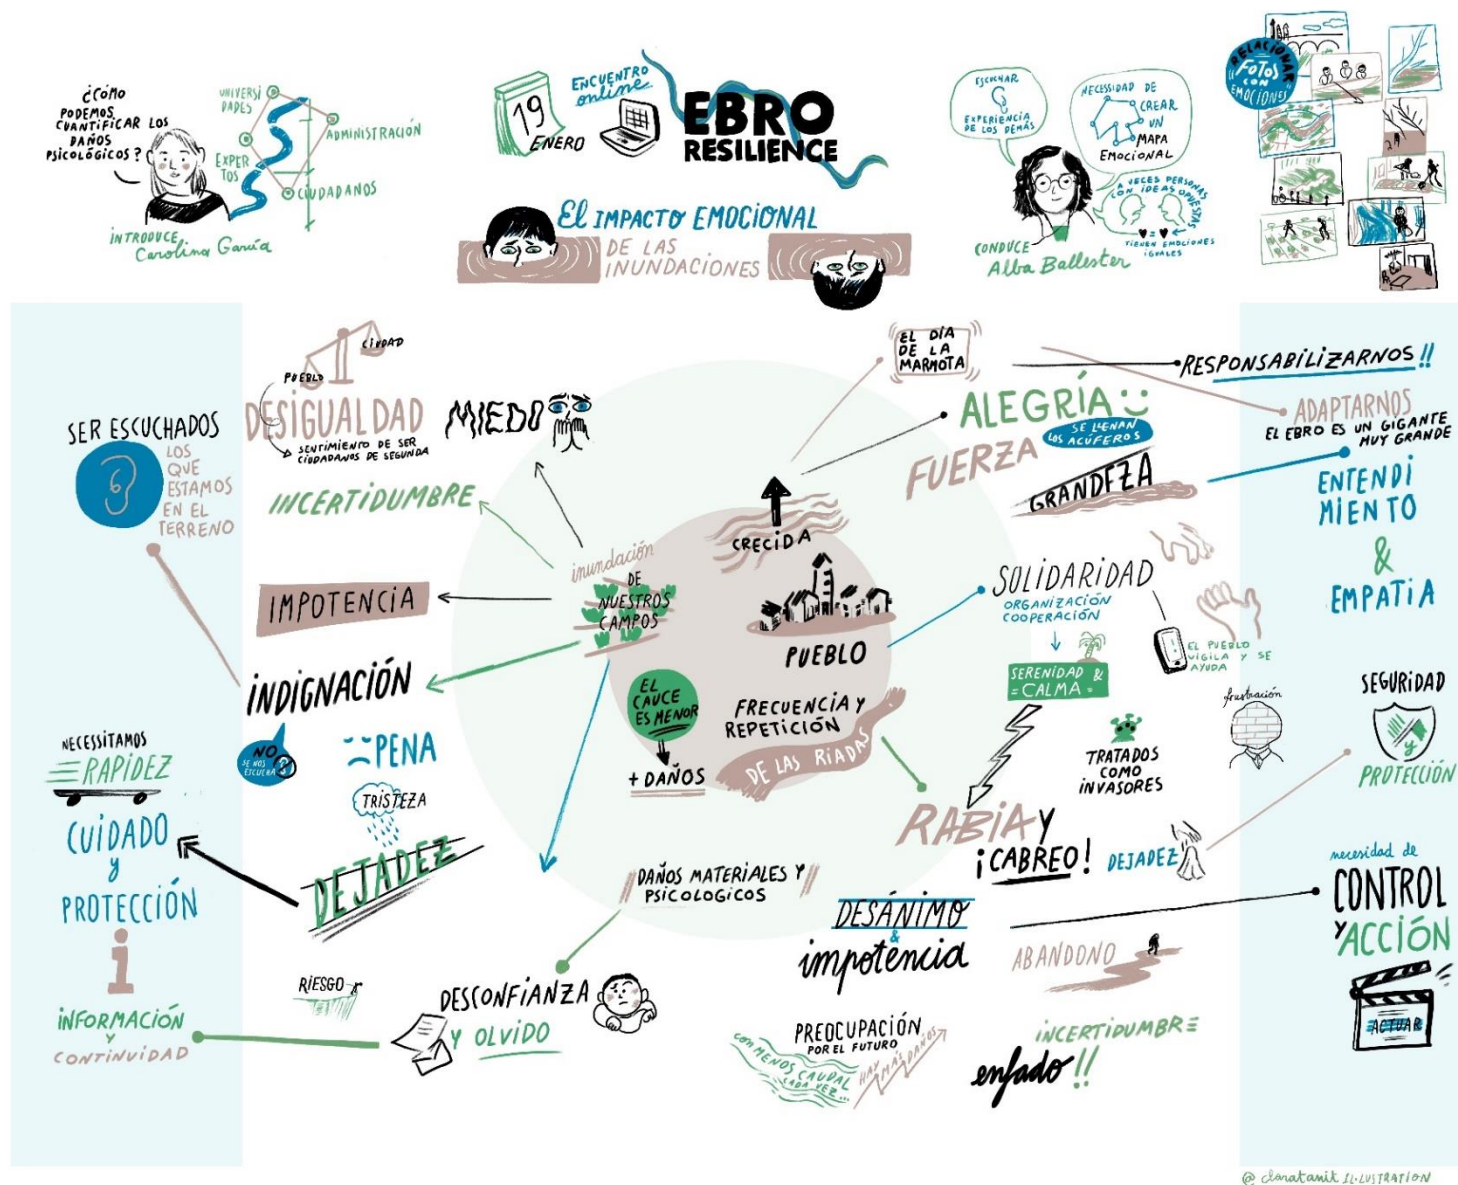 ¿CÓMO
PODEMOS
CUANTIFICAR LOS
DAÑOS
PSICOLÓGICOS?
UNIVERSI
DADES
ADMINISTRACIÓN
EXPER
TOS
CIUDADANOS
INTRODUCE
Carolina García
19
ENERO
ENCUENTRO
online
EBRO
RESILIENCE
El IMPACTO EMOCIONAL
DE LAS
INUNDACIONES
ESCUCHAR
EXPERIENCIA
DE LOS DEMÁS
NECESSIDAD DE
CREAR
UN
MAPA
EMOCIONAL
A VECES PERSONAS
CON IDEAS OPUESTAS
TIENEN EMOCIONES
IGUALES
CONDUCE
Alba Ballester
RELACIONAR
FOTOS
CON
EMOCIONES
SER ESCUCHADOS
LOS
QUE
ESTAMOS
EN EL
TERRENO
NECESSITAMOS
RAPIDEZ
CUIDADO
y
PROTECCIÓN
i
INFORMACIÓN
Y
CONTINUIDAD
CIUDAD
PUEBLO
DESIGUALDAD
SENTIMIENTO DE SER
CIUDADANOS DE SEGUNDA
MIEDO
INCERTIDUMBRE
IMPOTENCIA
INDIGNACIÓN
NO
SE NOS
ESCUCHA
PENA
TRISTEZA
DEJADEZ
RIESGO
DESCONFIANZA
Y OLVIDO
inundación
DE
NUESTROS
CAMPOS
CRECIDA
PUEBLO
EL
CAUCE
ES MENOR
+ DAÑOS
FRECUENCIA Y
REPETICIÓN
DE LAS RIADAS
DAÑOS MATERIALES Y
PSICOLOGICOS
EL DÍA
DE LA
MARMOTA
ALEGRÍA
SE LLENAN
LOS ACÚFEROS
FUERZA
GRANDEZA
SOLIDARIDAD
ORGANIZACIÓN
COOPERACIÓN
SERENIDAD &
= CALMA =
EL PUEBLO
VIGILA Y SE
AYUDA
frustración
TRATADOS
COMO
INVASORES
RABIA Y
¡CABREO!
DEJADEZ
DESÁNIMO
&
impotencia
ABANDONO
PREOCUPACIÓN
POR EL FUTURO
CON MENOS CAUDAL
CADA VEZ...
HAY MÁS DAÑOS
INCERTIDUMBRE
enfado!!
RESPONSABILIZARNOS!!
ADAPTARNOS
EL EBRO ES UN GIGANTE
MUY GRANDE
ENTENDI
MIENTO
&
EMPATIA
SEGURIDAD
y
PROTECCIÓN
necesidad de
CONTROL
Y ACCIÓN
ACTUAR
@ claratanit IL·LUSTRATION